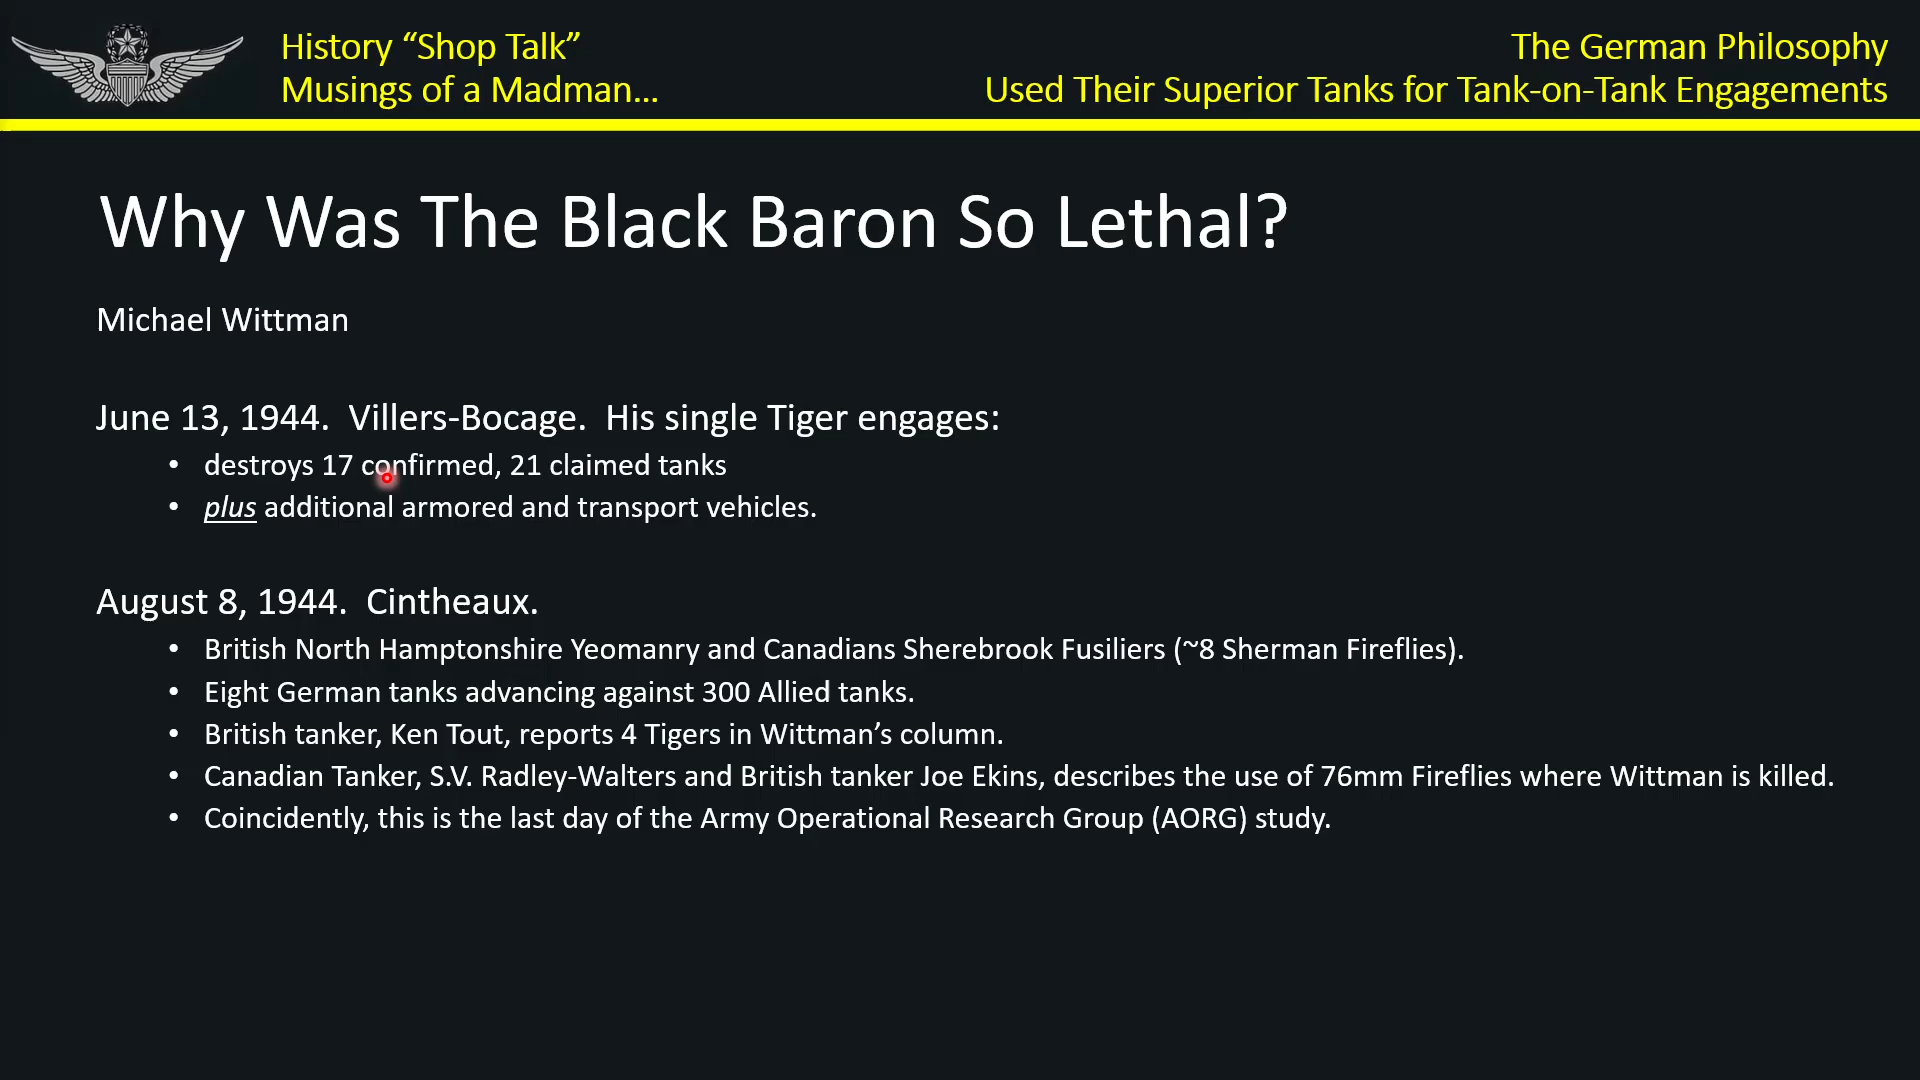 History “Shop Talk”
Musings of a Madman...
The German Philosophy
Used Their Superior Tanks for Tank-on-Tank Engagements
Why Was The Black Baron So Lethal?
Michael Wittman
June 13, 1944.  Villers-Bocage.  His single Tiger engages:
• destroys 17 confirmed, 21 claimed tanks
• plus additional armored and transport vehicles.
August 8, 1944.  Cintheaux.
• British North Hamptonshire Yeomanry and Canadians Sherebrook Fusiliers (~8 Sherman Fireflies).
• Eight German tanks advancing against 300 Allied tanks.
• British tanker, Ken Tout, reports 4 Tigers in Wittman’s column.
• Canadian Tanker, S.V. Radley-Walters and British tanker Joe Ekins, describes the use of 76mm Fireflies where Wittman is killed.
• Coincidently, this is the last day of the Army Operational Research Group (AORG) study.